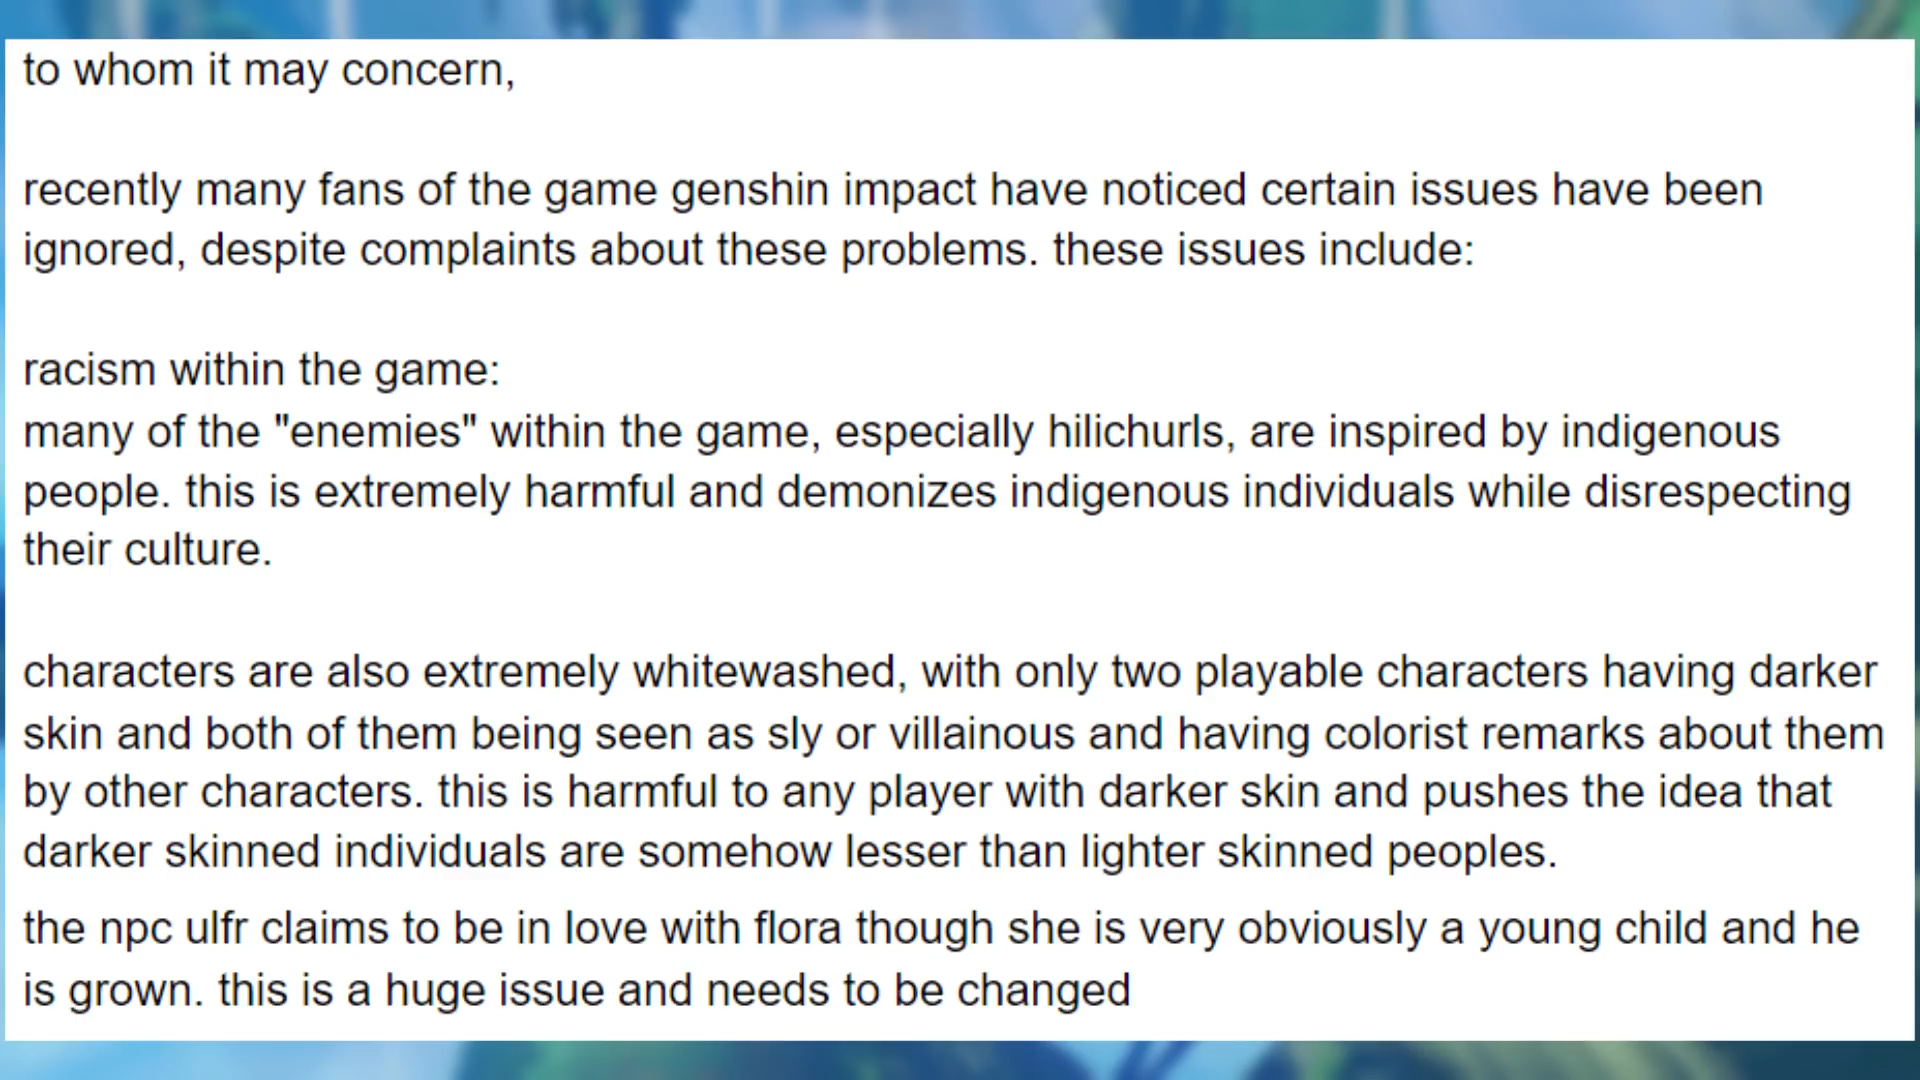 to whom it may concern,
recently many fans of the game genshin impact have noticed certain issues have been
ignored, despite complaints about these problems. these issues include:
racism within the game:
many of the "enemies" within the game, especially hilichurls, are inspired by indigenous
people. this is extremely harmful and demonizes indigenous individuals while disrespecting
their culture.
characters are also extremely whitewashed, with only two playable characters having darker
skin and both of them being seen as sly or villainous and having colorist remarks about them
by other characters. this is harmful to any player with darker skin and pushes the idea that
darker skinned individuals are somehow lesser than lighter skinned peoples.
the npc ulfr claims to be in love with flora though she is very obviously a young child and he
is grown. this is a huge issue and needs to be changed